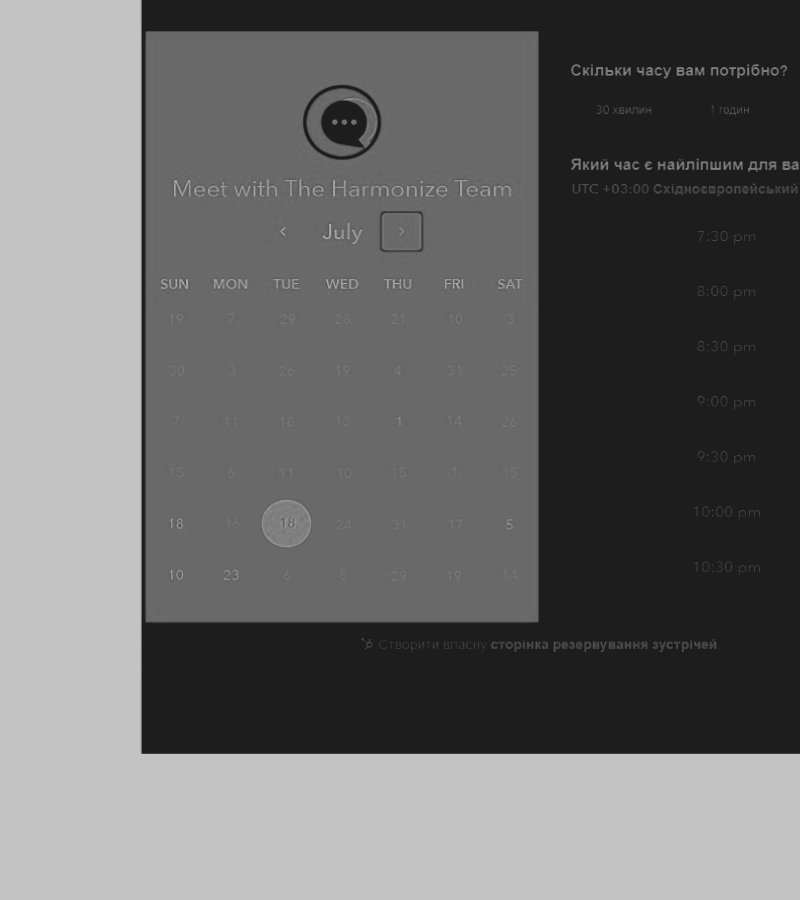 Meet with The Harmonize Team
< July >
SUN MON TUE WED THU FRI SAT
19 7 29 28 21 10 3
30 3 26 19 4 31 25
7 11 18 13 1 14 26
15 6 11 10 15 1 15
18 16 18 24 31 17 5
10 23 6 8 29 19 14
Скільки часу вам потрібно?
30 хвилин 1 годин
Який час є найліпшим для ва
UTC +03:00 Східноєвропейський
7:30 pm
8:00 pm
8:30 pm
9:00 pm
9:30 pm
10:00 pm
10:30 pm
Створити власну сторінка резервування зустрічей